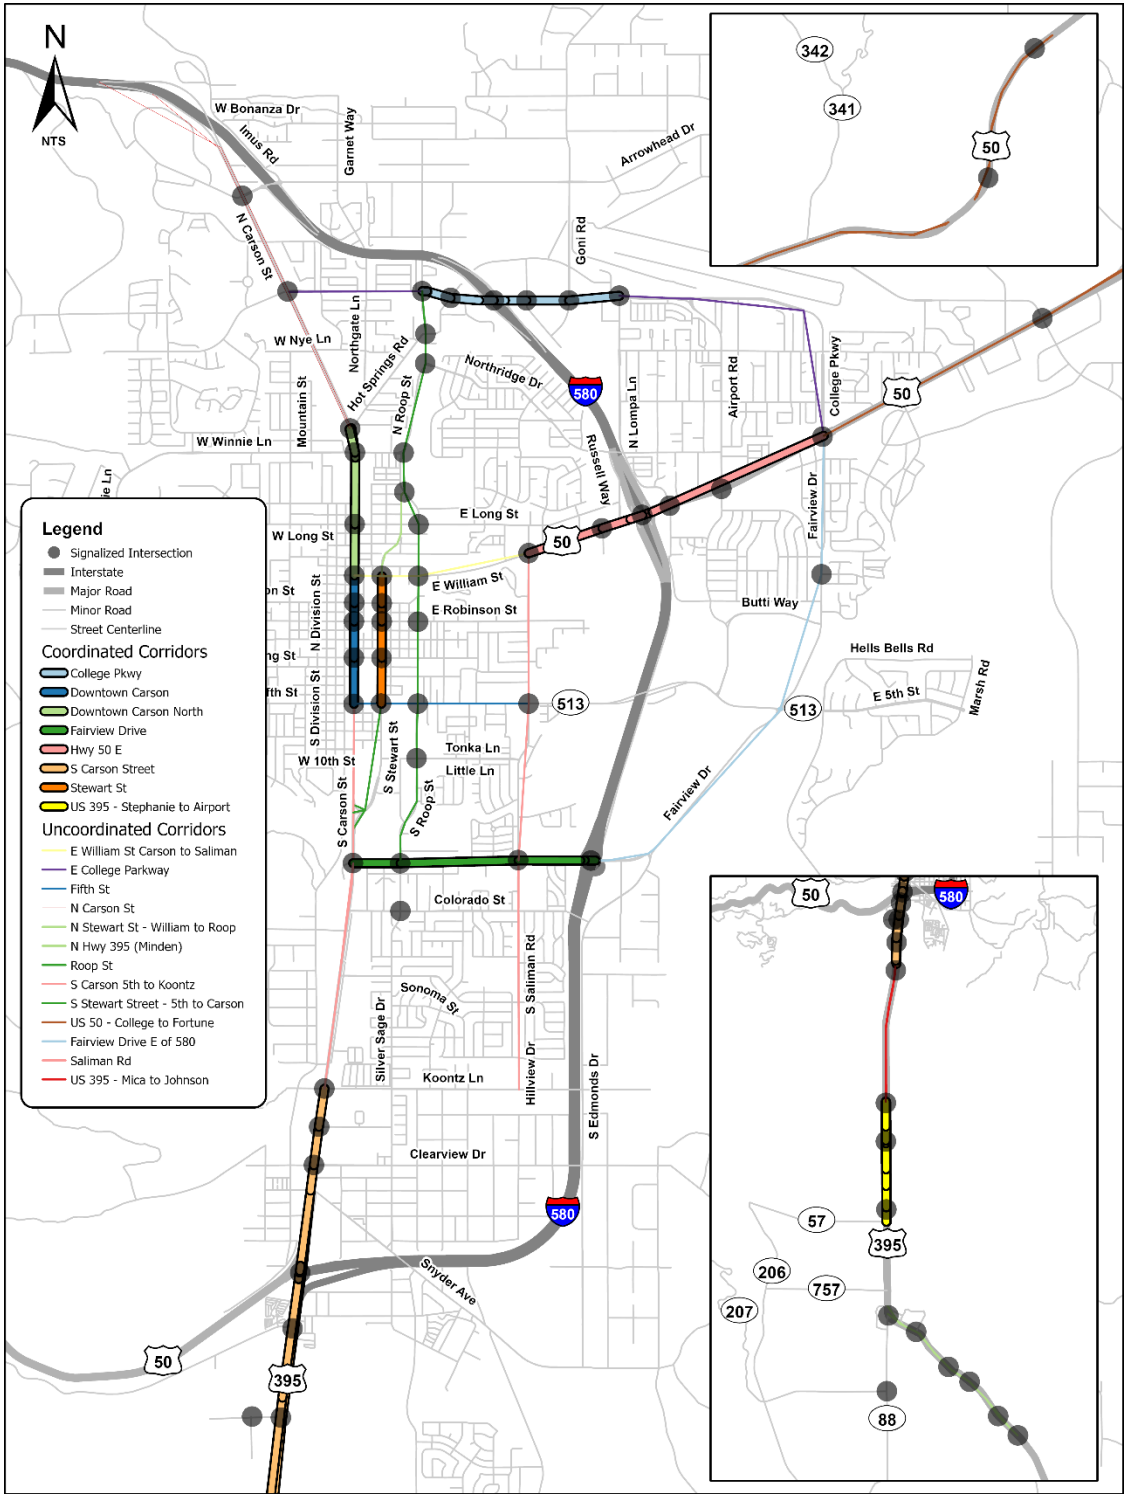 N
NTS
W Bonanza Dr
Imus Rd
Garnet Way
Arrowhead Dr
Goni Rd
N Carson St
342
341
50
Northgate Ln
W Nye Ln
Hot Springs Rd
Northridge Dr
580
Mountain St
N Roop St
N Lompa Ln
Airport Rd
College Pkwy
50
W Winnie Ln
Russell Way
ie Ln
Fairview Dr
E Long St
W Long St
50
E William St
on St
N Division St
E Robinson St
Butti Way
ng St
Hells Bells Rd
E 5th St
Marsh Rd
fth St
S Division St
513
513
S Stewart St
Tonka Ln
W 10th St
Little Ln
S Carson St
S Roop St
Fairview Dr
Colorado St
S Saliman Rd
Sonoma St
Silver Sage Dr
Koontz Ln
Hillview Dr
S Edmonds Dr
Clearview Dr
580
Snyder Ave
50
395
Legend
Signalized Intersection
Interstate
Major Road
Minor Road
Street Centerline
Coordinated Corridors
College Pkwy
Downtown Carson
Downtown Carson North
Fairview Drive
Hwy 50 E
S Carson Street
Stewart St
US 395 - Stephanie to Airport
Uncoordinated Corridors
E William St Carson to Saliman
E College Parkway
Fifth St
N Carson St
N Stewart St - William to Roop
N Hwy 395 (Minden)
Roop St
S Carson 5th to Koontz
S Stewart Street - 5th to Carson
US 50 - College to Fortune
Fairview Drive E of 580
Saliman Rd
US 395 - Mica to Johnson
50
580
57
395
206
757
207
88